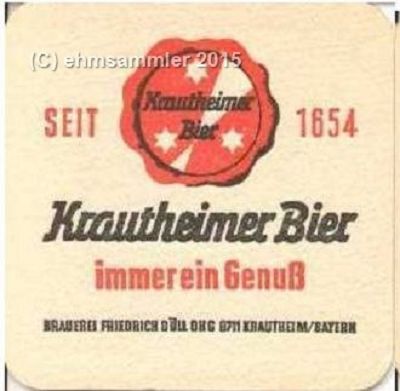 (C) ehmsammler 2015
Krautheimer
Bier
SEIT 1654
Krautheimer Bier
immer ein Genuß
BRAUEREI FRIEDRICH DÜLL OHG 8711 KRAUTHEIM/BAYERN